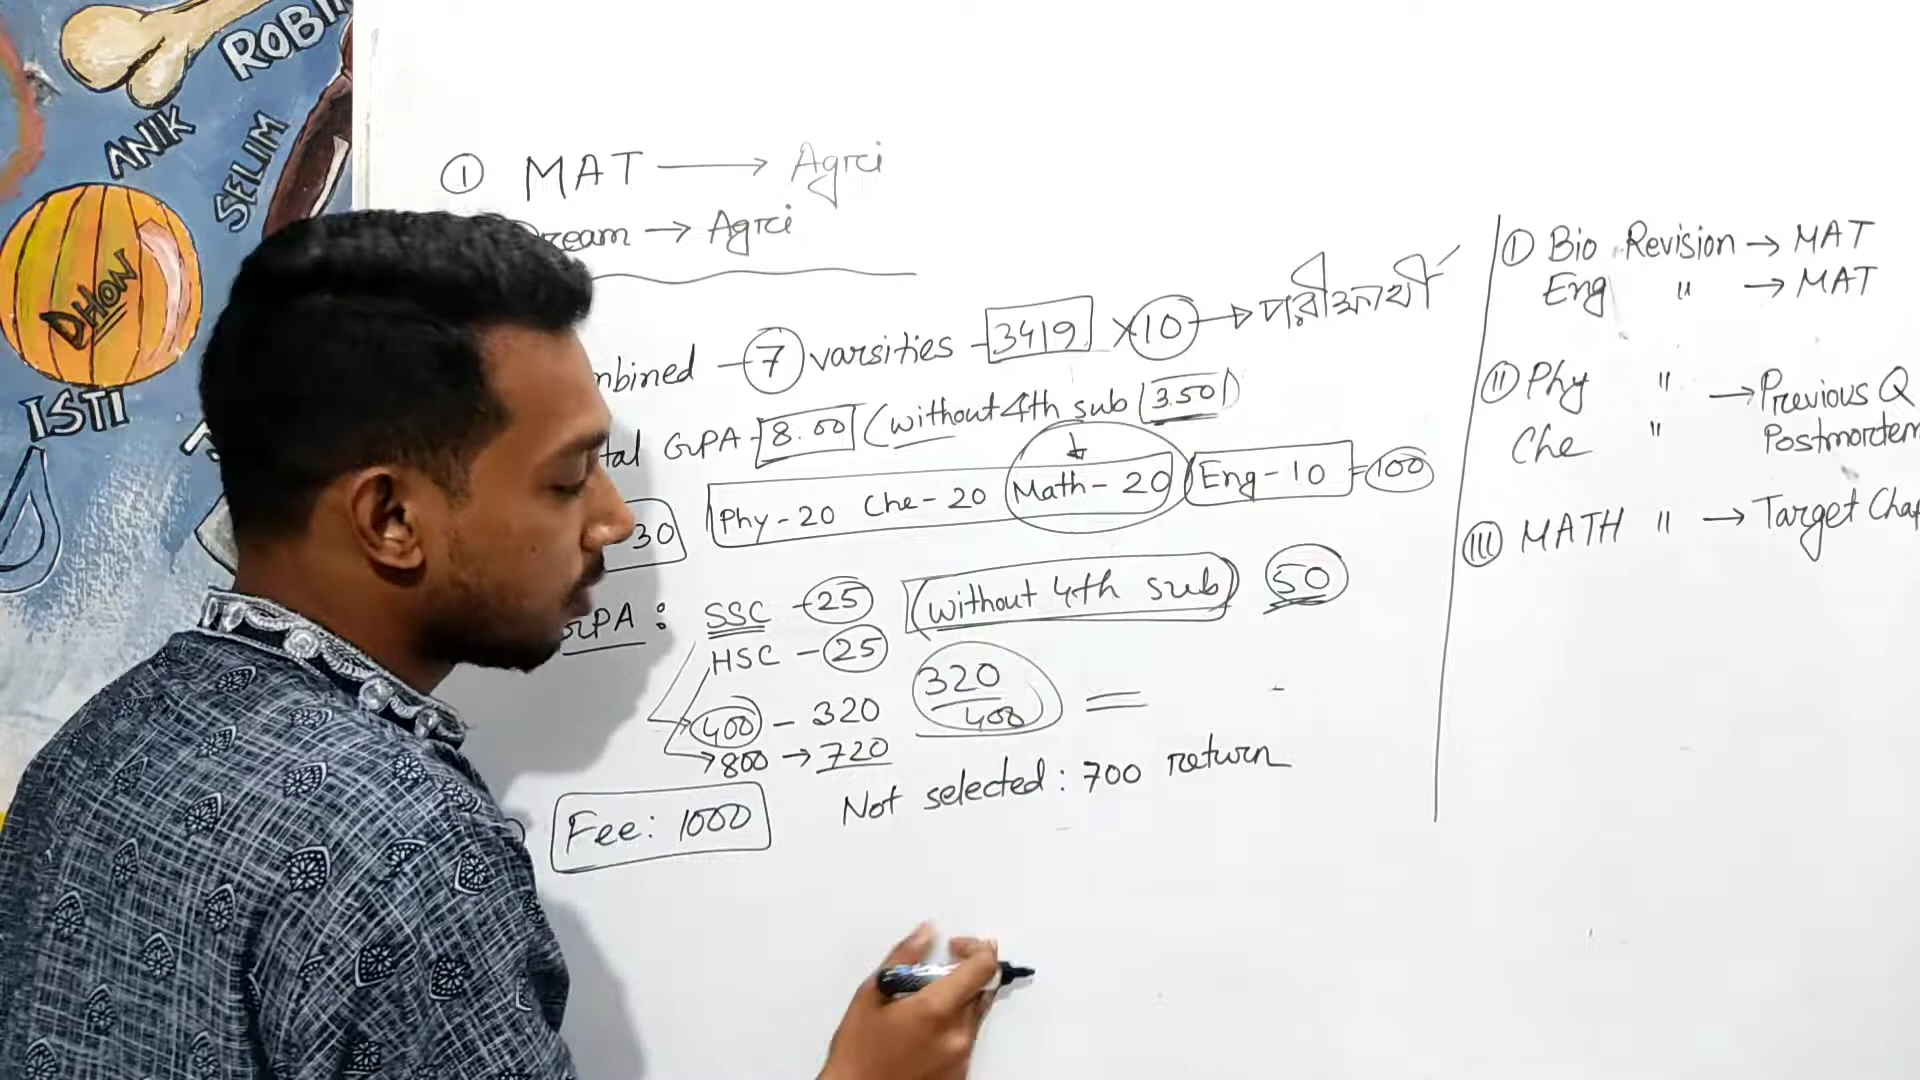 ROBI
ANIK
SELIM
DHON
ISTI
① MAT → Agri
Dream → Agri
mbined - 7 varsities - 3419 × 10 → পরীক্ষার্থী
tal GPA - 8.00 (without 4th sub (3.50)
30 Phy - 20 Che - 20 Math - 20 Eng - 10 = 100
GPA : SSC - 25 (without 4th sub) 50
HSC - 25
400 - 320 320/400 =
800 → 720
Fee: 1000 Not selected : 700 return
① Bio Revision → MAT
Eng " → MAT
⑪ Phy " → Previous Q
Che " Postmortem
⑪I MATH " → Target Chap